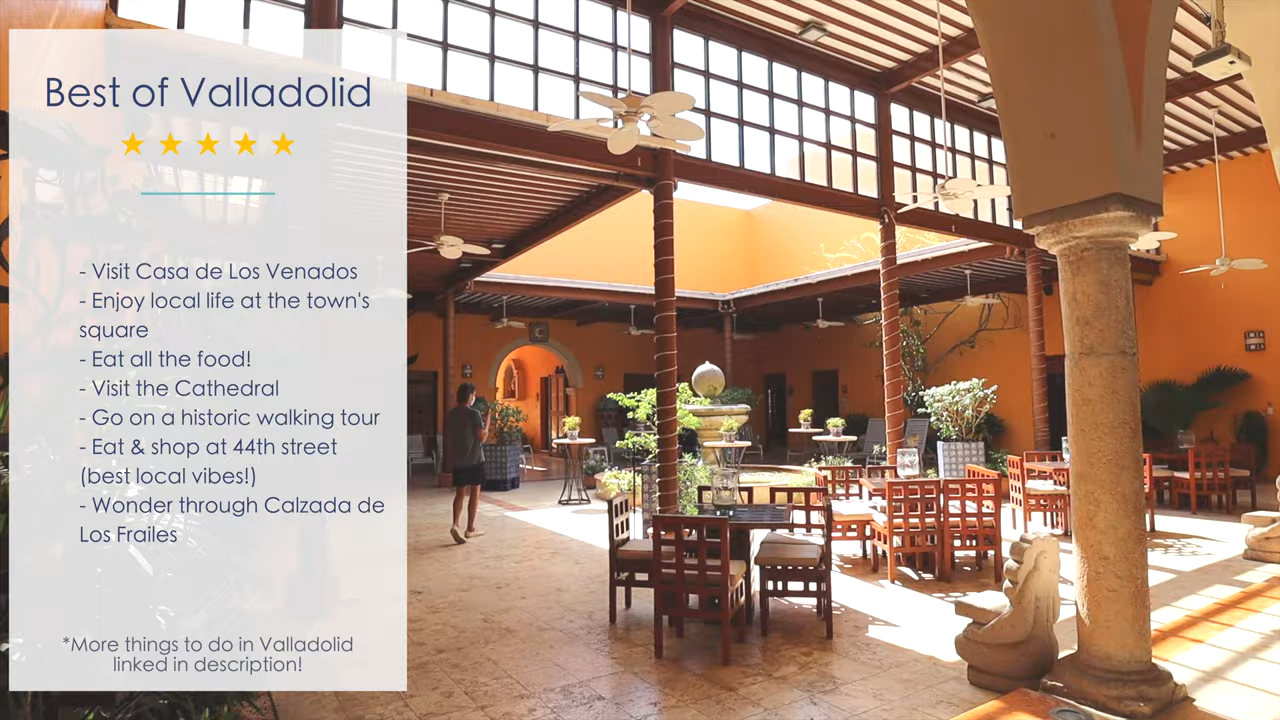 Best of Valladolid
- Visit Casa de Los Venados
- Enjoy local life at the town's
square
- Eat all the food!
- Visit the Cathedral
- Go on a historic walking tour
- Eat & shop at 44th street
(best local vibes!)
- Wonder through Calzada de
Los Frailes
*More things to do in Valladolid
linked in description!